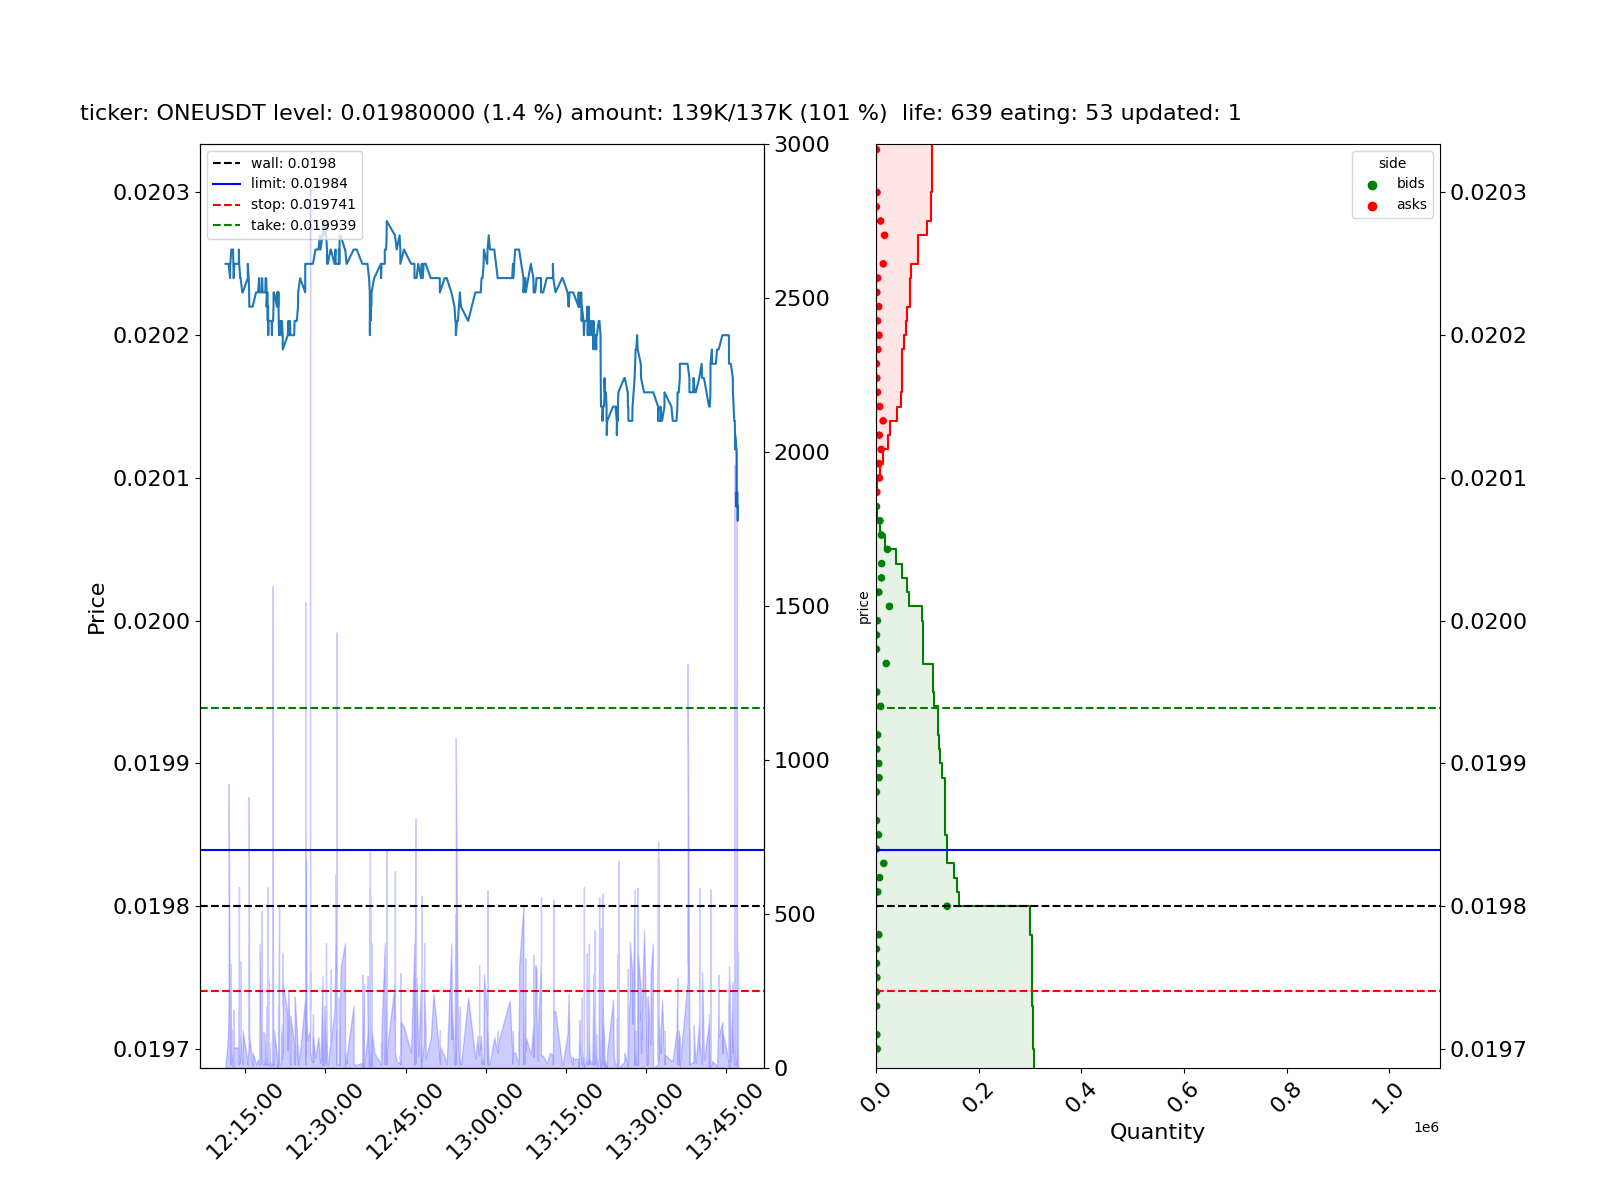 ticker: ONEUSDT level: 0.01980000 (1.4 %) amount: 139K/137K (101 %)  life: 639 eating: 53 updated: 1
wall: 0.0198
limit: 0.01984
stop: 0.019741
take: 0.019939
Price
0.0203
0.0202
0.0201
0.0200
0.0199
0.0198
0.0197
3000
2500
2000
1500
1000
500
0
12:15:00
12:30:00
12:45:00
13:00:00
13:15:00
13:30:00
13:45:00
side
bids
asks
price
0.0203
0.0202
0.0201
0.0200
0.0199
0.0198
0.0197
0.0
0.2
0.4
0.6
0.8
1.0
1e6
Quantity